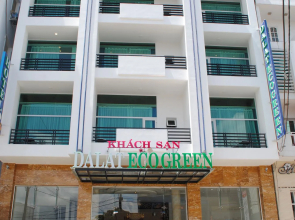 KHÁCH SẠN
DALAT ECOGREEN